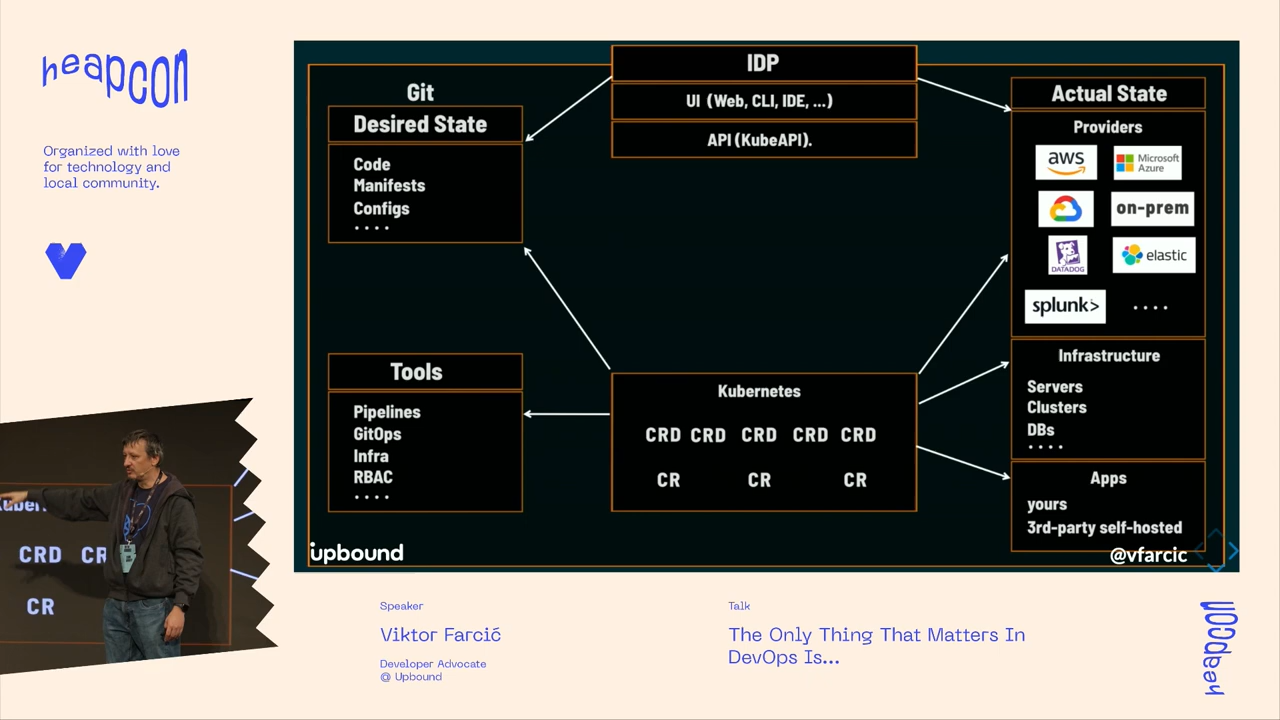 heapcon
Organized with love
for technology and
local community.
IDP
UI (Web, CLI, IDE, ...)
API (KubeAPI).
Git
Desired State
Code
Manifests
Configs
....
Tools
Pipelines
GitOps
Infra
RBAC
....
Kubernetes
CRD CRD CRD CRD CRD
CR CR CR
Actual State
Providers
aws
Microsoft
Azure
on-prem
DATADOG
elastic
splunk>
....
Infrastructure
Servers
Clusters
DBs
....
Apps
yours
3rd-party self-hosted
upbound
@vfarcic
CRD CR
CR
Speaker
Viktor Farcić
Developer Advocate
@ Upbound
Talk
The Only Thing That Matters In
DevOps Is...
heapcon